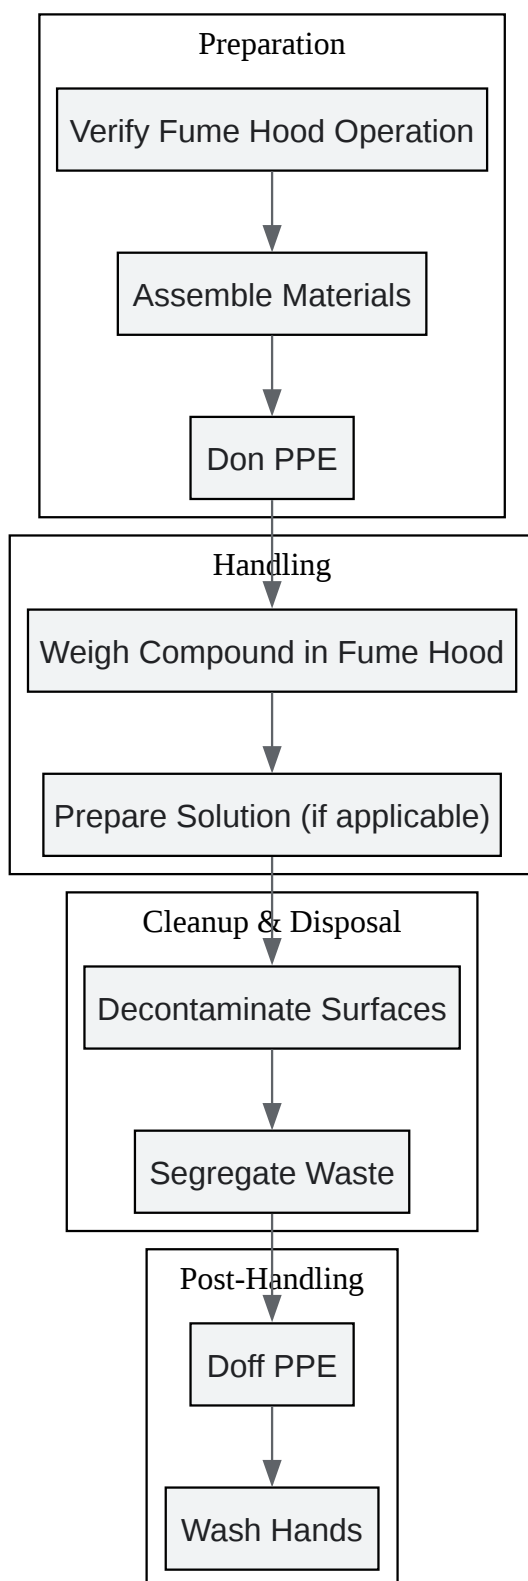 Preparation
Verify Fume Hood Operation
Assemble Materials
Don PPE
Handling
Weigh Compound in Fume Hood
Prepare Solution (if applicable)
Cleanup & Disposal
Decontaminate Surfaces
Segregate Waste
Post-Handling
Doff PPE
Wash Hands